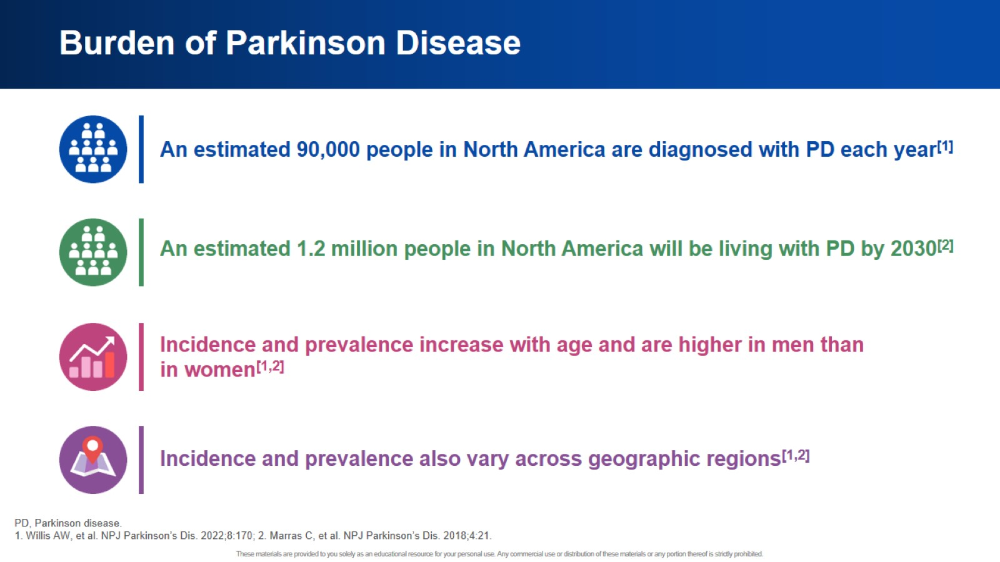 Burden of Parkinson Disease
An estimated 90,000 people in North America are diagnosed with PD each year[1]
An estimated 1.2 million people in North America will be living with PD by 2030[2]
Incidence and prevalence increase with age and are higher in men than
in women[1,2]
Incidence and prevalence also vary across geographic regions[1,2]
PD, Parkinson disease.
1. Willis AW, et al. NPJ Parkinson’s Dis. 2022;8:170; 2. Marras C, et al. NPJ Parkinson’s Dis. 2018;4:21.
These materials are provided to you solely as an educational resource for your personal use. Any commercial use or distribution of these materials or any portion thereof is strictly prohibited.